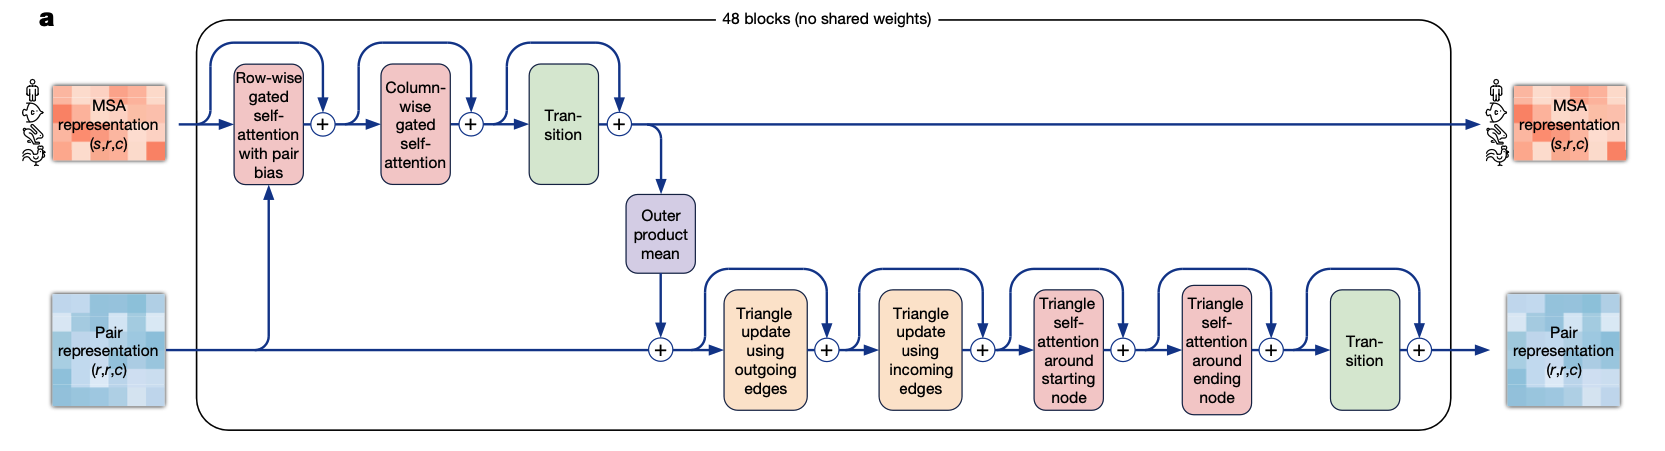 a
48 blocks (no shared weights)
MSA
representation
(s,r,c)
Row-wise
gated
self-
attention
with pair
bias
+
Column-
wise
gated
self-
attention
+
Tran-
sition
+
MSA
representation
(s,r,c)
Outer
product
mean
Pair
representation
(r,r,c)
+
Triangle
update
using
outgoing
edges
+
Triangle
update
using
incoming
edges
+
Triangle
self-
attention
around
starting
node
+
Triangle
self-
attention
around
ending
node
+
Tran-
sition
+
Pair
representation
(r,r,c)